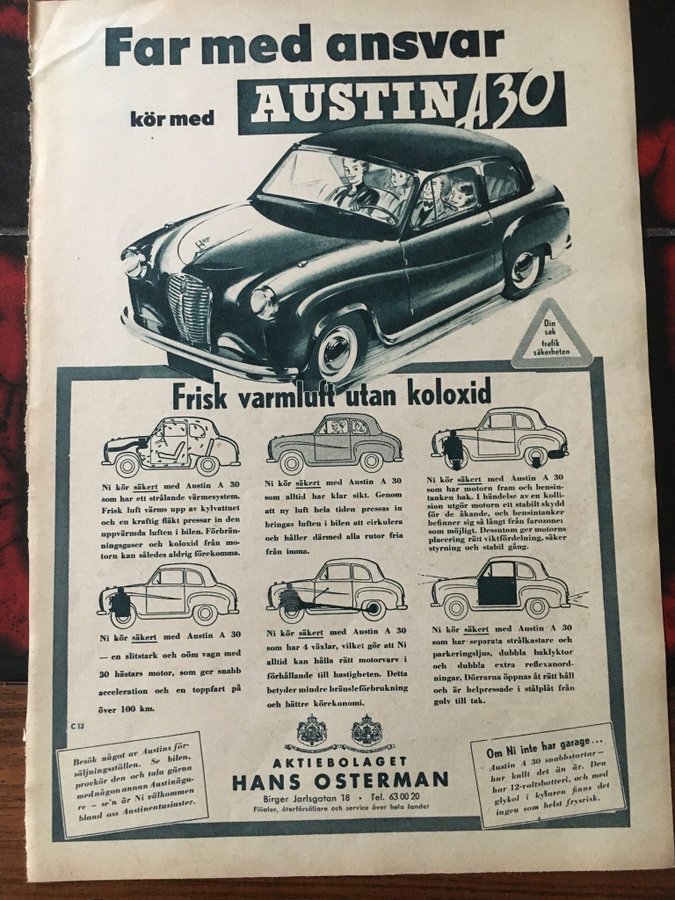 Far med ansvar
kör med AUSTIN A30
Din
sak
trafik
säkerheten
Frisk varmluft utan koloxid
Ni kör säkert med Austin A 30
som har ett strålande värmesystem.
Frisk luft värms upp av kylvattnet
och en kraftig fläkt pressar in den
uppvärmda luften i bilen. Förbrän-
ningsgaser och koloxid från mo-
torn kan således aldrig förekomma.
Ni kör säkert med Austin A 30
som alltid har klar sikt. Genom
att ny luft hela tiden pressas in
bringas luften i bilen att cirkulera
och håller därmed alla rutor fria
från imma.
Ni kör säkert med Austin A 30
som har motorn fram och bensin-
tanken bak. I händelse av en kolli-
sion utgör motorn ett stabilt skydd
för de åkande, och bensintanken
befinner sig så långt från farozonen
som möjligt. Dessutom ger motorns
placering rätt viktfördelning, säker
styrning och stabil gång.
Ni kör säkert med Austin A 30
— en slitstark och oöm vagn med
30 hästars motor, som ger snabb
acceleration och en toppfart på
över 100 km.
Ni kör säkert med Austin A 30
som har 4 växlar, vilket gör att Ni
alltid kan hålla rätt motorvarv i
förhållande till hastigheten. Detta
betyder mindre bränsleförbrukning
och bättre körekonomi.
Ni kör säkert med Austin A 30
som har separata strålkastare och
parkeringsljus, dubbla baklyktor
och dubbla extra reflexanord-
ningar. Dörrarna öppnas åt rätt håll
och är helpressade i stålplåt från
golv till tak.
C 13
Besök något av Austins för-
säljningsställen. Se bilen,
provkör den och tala gärna
med någon annan Austinäga-
re — se'n är Ni välkommen
bland oss Austinentusiaster.
AKTIEBOLAGET
HANS OSTERMAN
Birger Jarlsgatan 18 • Tel. 63 00 20
Filialer, återförsäljare och service över hela landet
Om Ni inte har garage...
Austin A 30 snabbstartar —
hur kallt det än är. Den
har 12-voltsbatteri, och med
glykol i kylaren finns det
ingen som helst frysrisk.